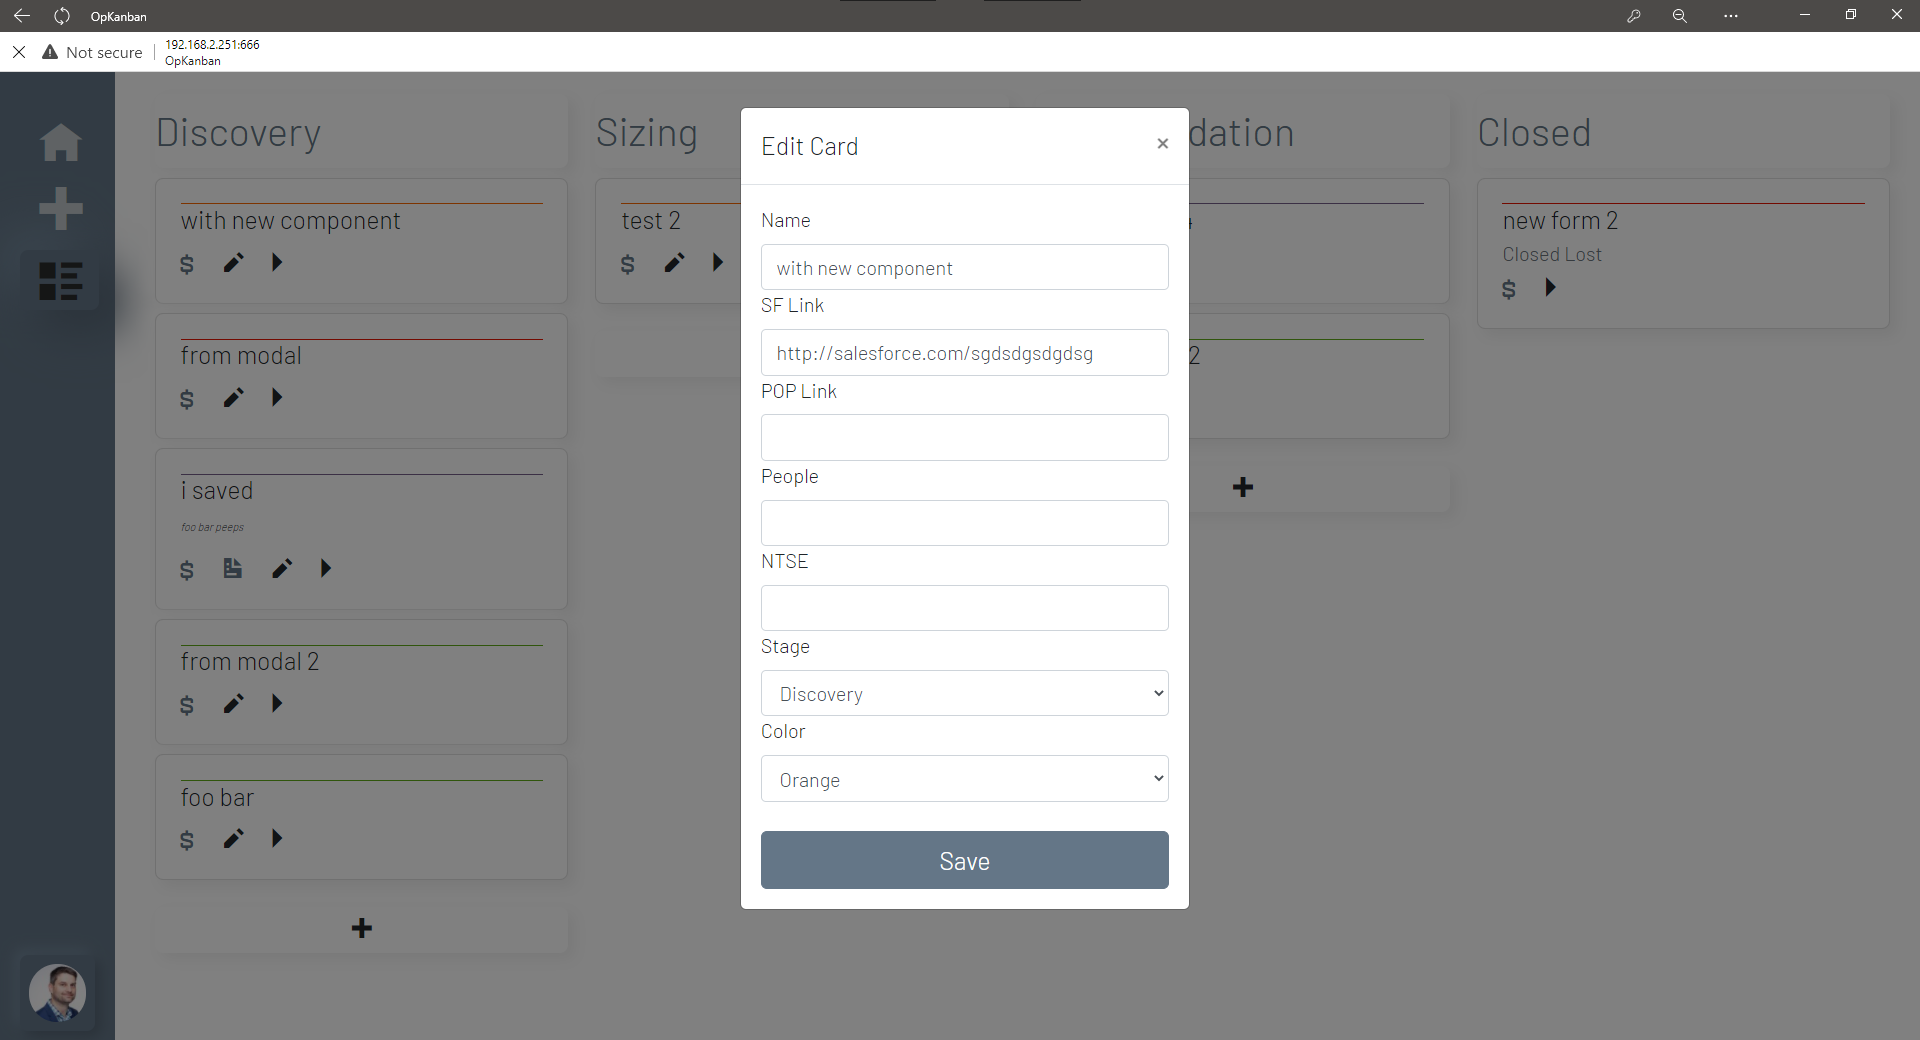 OpKanban
Not secure
192.168.2.251:666
OpKanban
Discovery
with new component
$
from modal
$
i saved
foo bar peeps
$
from modal 2
$
foo bar
$
Sizing
test 2
$
dation
2
Closed
new form 2
Closed Lost
$
Edit Card
×
Name
with new component
SF Link
http://salesforce.com/sgdsdgsdgdsg
POP Link
People
NTSE
Stage
Discovery
Color
Orange
Save